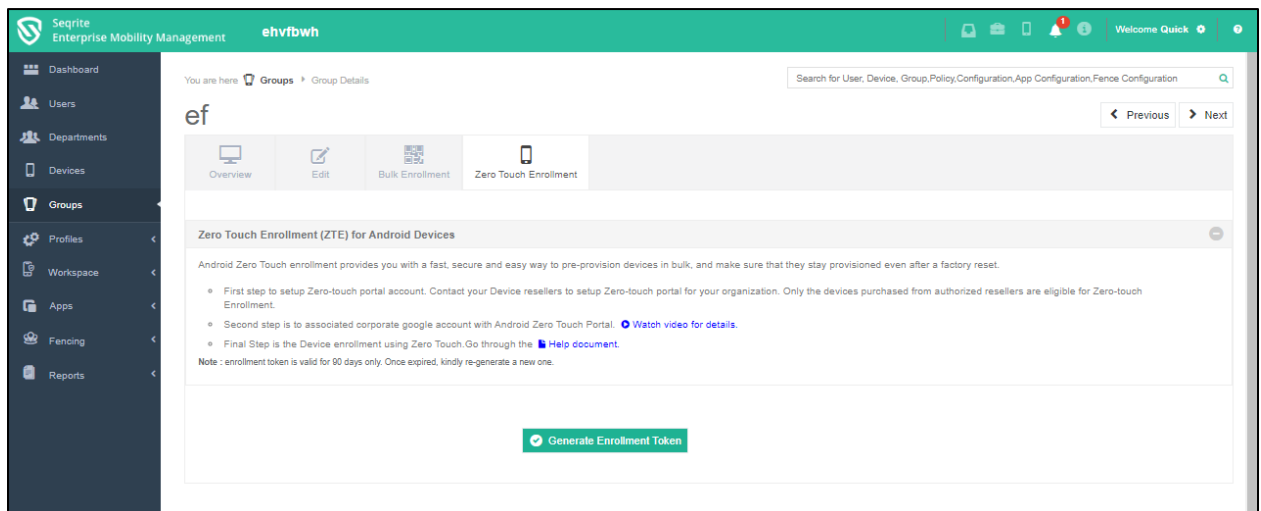 Seqrite
Enterprise Mobility Management
ehvfbwh
1
Welcome Quick
Dashboard
Users
Departments
Devices
Groups
Profiles
Workspace
Apps
Fencing
Reports
You are here Groups Group Details
Search for User, Device, Group,Policy,Configuration,App Configuration,Fence Configuration
ef
Previous
Next
Overview
Edit
Bulk Enrollment
Zero Touch Enrollment
Zero Touch Enrollment (ZTE) for Android Devices
Android Zero Touch enrollment provides you with a fast, secure and easy way to pre-provision devices in bulk, and make sure that they stay provisioned even after a factory reset.
First step to setup Zero-touch portal account. Contact your Device resellers to setup Zero-touch portal for your organization. Only the devices purchased from authorized resellers are eligible for Zero-touch
Enrollment.
Second step is to associated corporate google account with Android Zero Touch Portal. Watch video for details.
Final Step is the Device enrollment using Zero Touch.Go through the Help document.
Note : enrollment token is valid for 90 days only. Once expired, kindly re-generate a new one.
Generate Enrollment Token